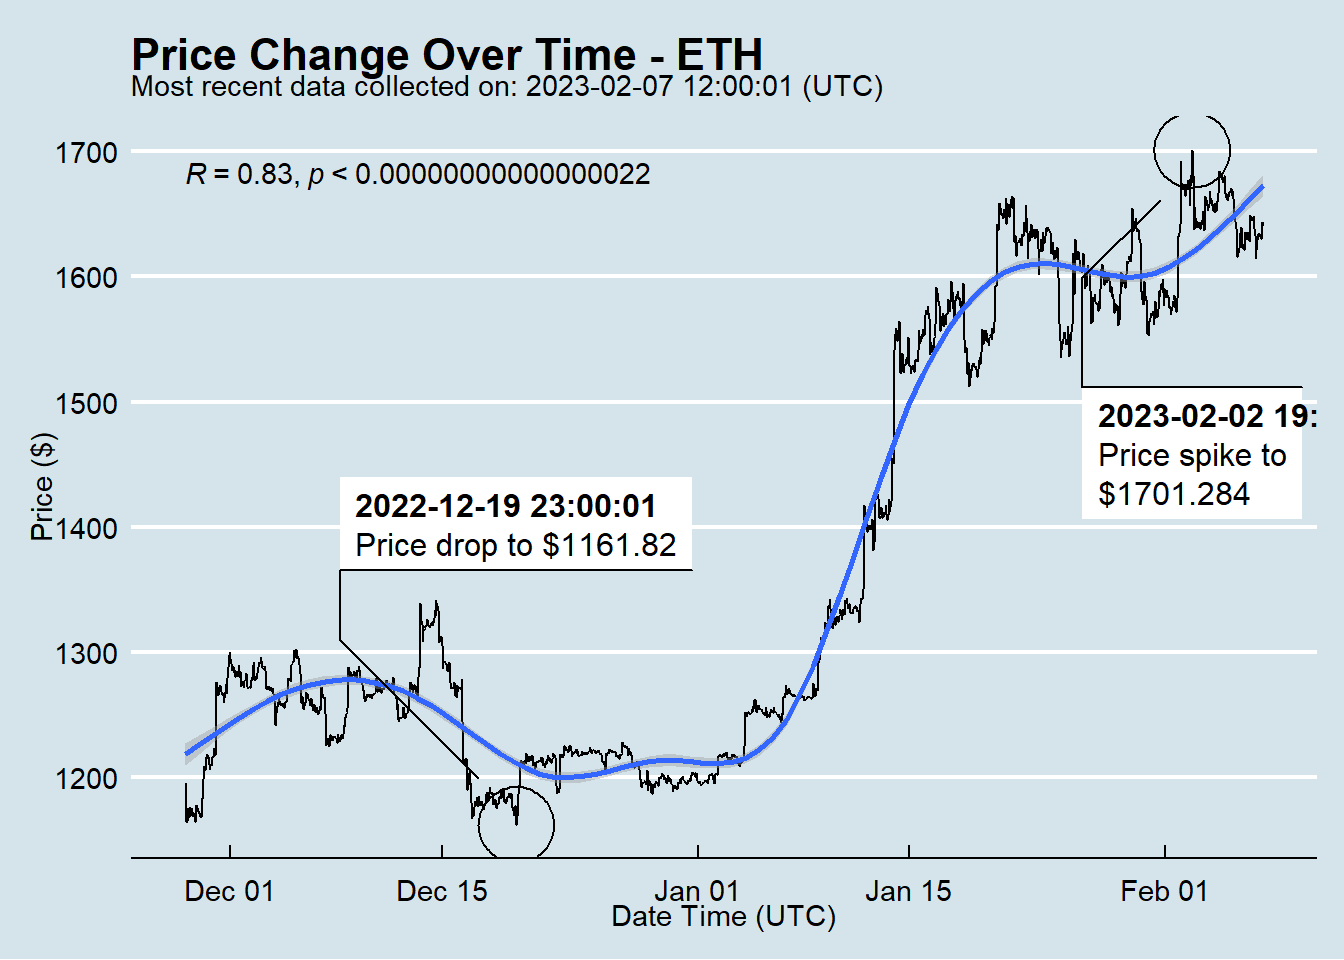 Price Change Over Time - ETH
Most recent data collected on: 2023-02-07 12:00:01 (UTC)
R = 0.83, p < 0.00000000000000022
1700
1600
1500
1400
1300
1200
Price ($)
2023-02-02 19:
Price spike to
$1701.284
2022-12-19 23:00:01
Price drop to $1161.82
Dec 01
Dec 15
Jan 01
Jan 15
Feb 01
Date Time (UTC)